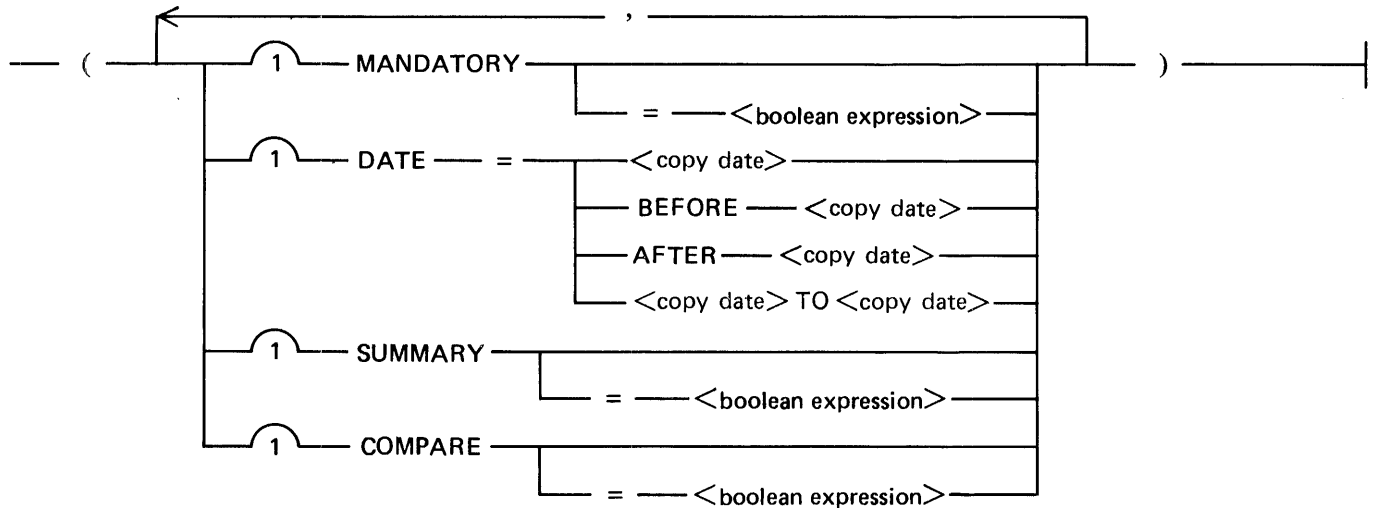 ,
( 1 MANDATORY )
= <boolean expression>
1 DATE = <copy date>
BEFORE <copy date>
AFTER <copy date>
<copy date> TO <copy date>
1 SUMMARY
= <boolean expression>
1 COMPARE
= <boolean expression>